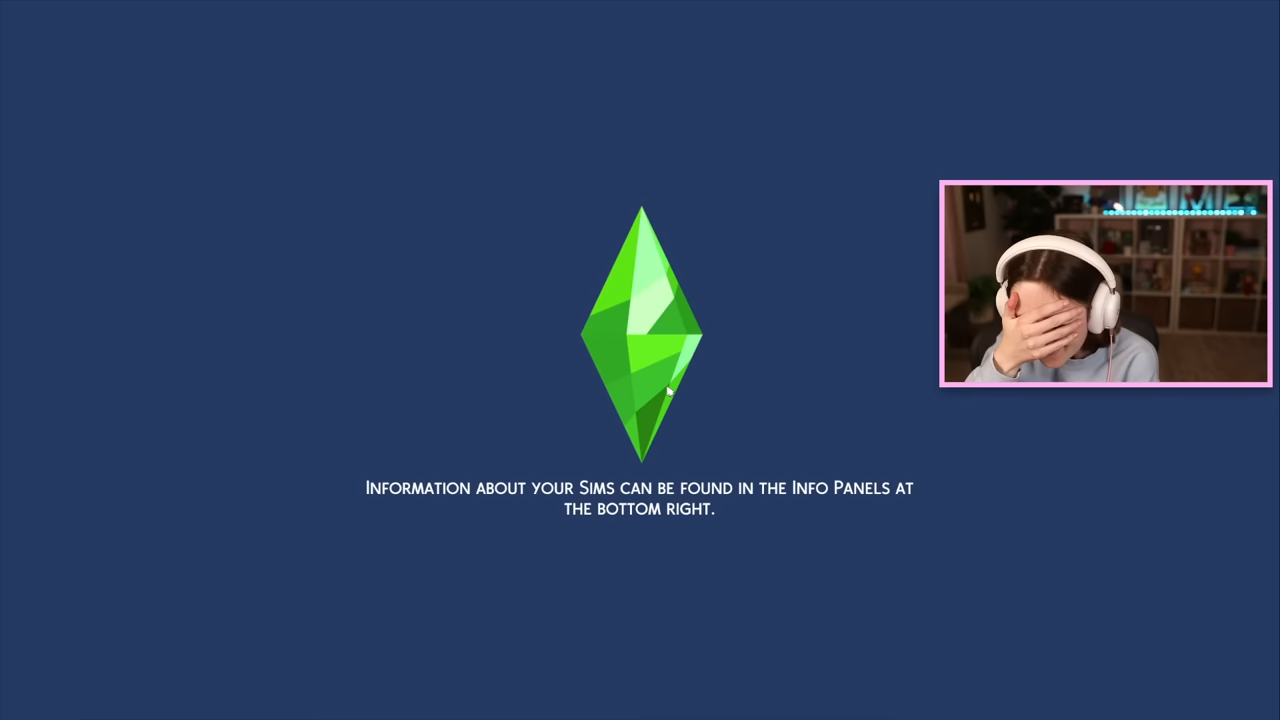 Information about your Sims can be found in the Info Panels at
the bottom right.